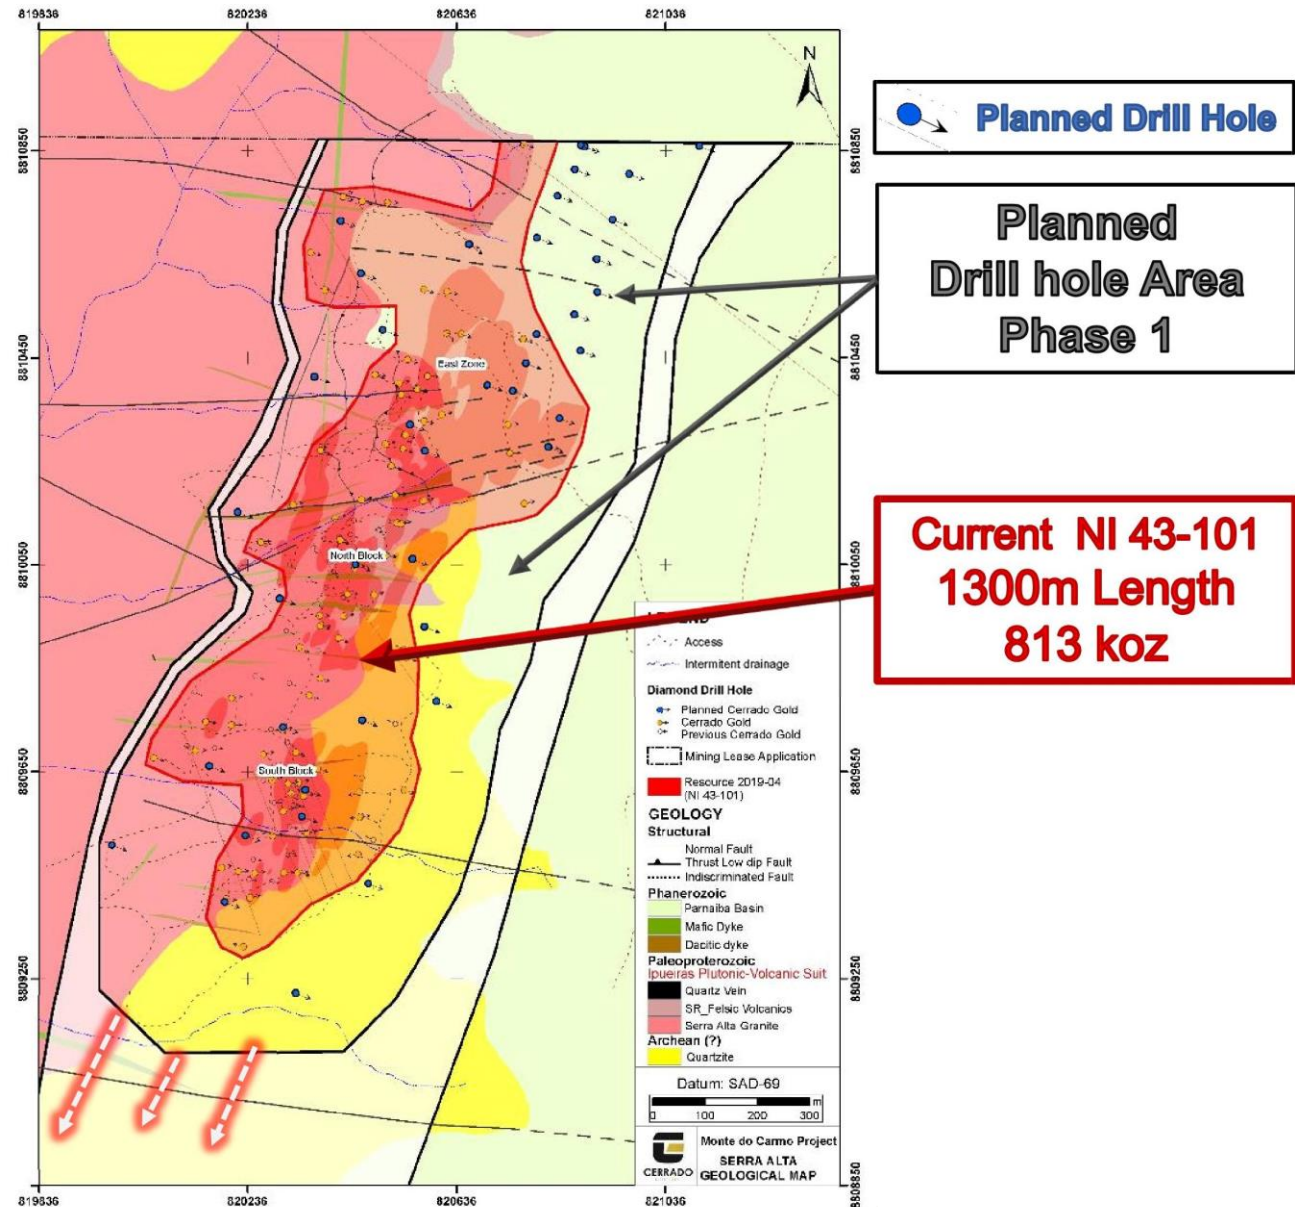 819836 820236 820636 821036
N
8810850
8810450
8810050
8809650
8809250
8810850
8810450
8810050
8809650
8809250
8808850
Planned Drill Hole
Planned
Drill hole Area
Phase 1
East Zone
North Block
South Block
Current NI 43-101
1300m Length
813 koz
Access
Intermitent drainage
Diamond Drill Hole
Planned Cerrado Gold
Cerrado Gold
Previous Cerrado Gold
Mining Lease Application
Resource 2019-04
(NI 43-101)
GEOLOGY
Structural
Normal Fault
Thrust Low dip Fault
Indiscriminated Fault
Phanerozoic
Parnaiba Basin
Mafic Dyke
Dacitic dyke
Paleoproterozoic
Ipueiras Plutonic-Volcanic Suit
Quartz Vein
SR_Felsic Volcanics
Serra Alta Granite
Archean (?)
Quartzite
Datum: SAD-69
m
0 100 200 300
CERRADO
Monte do Carmo Project
SERRA ALTA
GEOLOGICAL MAP
819836 820236 820636 821036